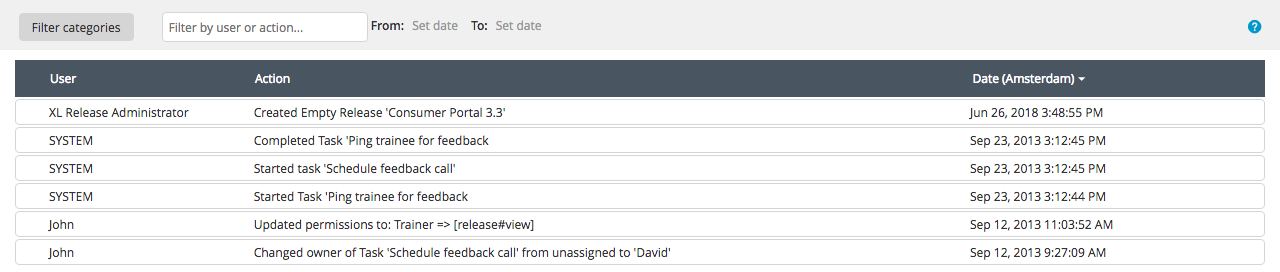 Filter categories Filter by user or action... From: Set date To: Set date ?
User Action Date (Amsterdam)
XL Release Administrator Created Empty Release 'Consumer Portal 3.3' Jun 26, 2018 3:48:55 PM
SYSTEM Completed Task 'Ping trainee for feedback Sep 23, 2013 3:12:45 PM
SYSTEM Started task 'Schedule feedback call' Sep 23, 2013 3:12:45 PM
SYSTEM Started Task 'Ping trainee for feedback Sep 23, 2013 3:12:44 PM
John Updated permissions to: Trainer => [release#view] Sep 12, 2013 11:03:52 AM
John Changed owner of Task 'Schedule feedback call' from unassigned to 'David' Sep 12, 2013 9:27:09 AM